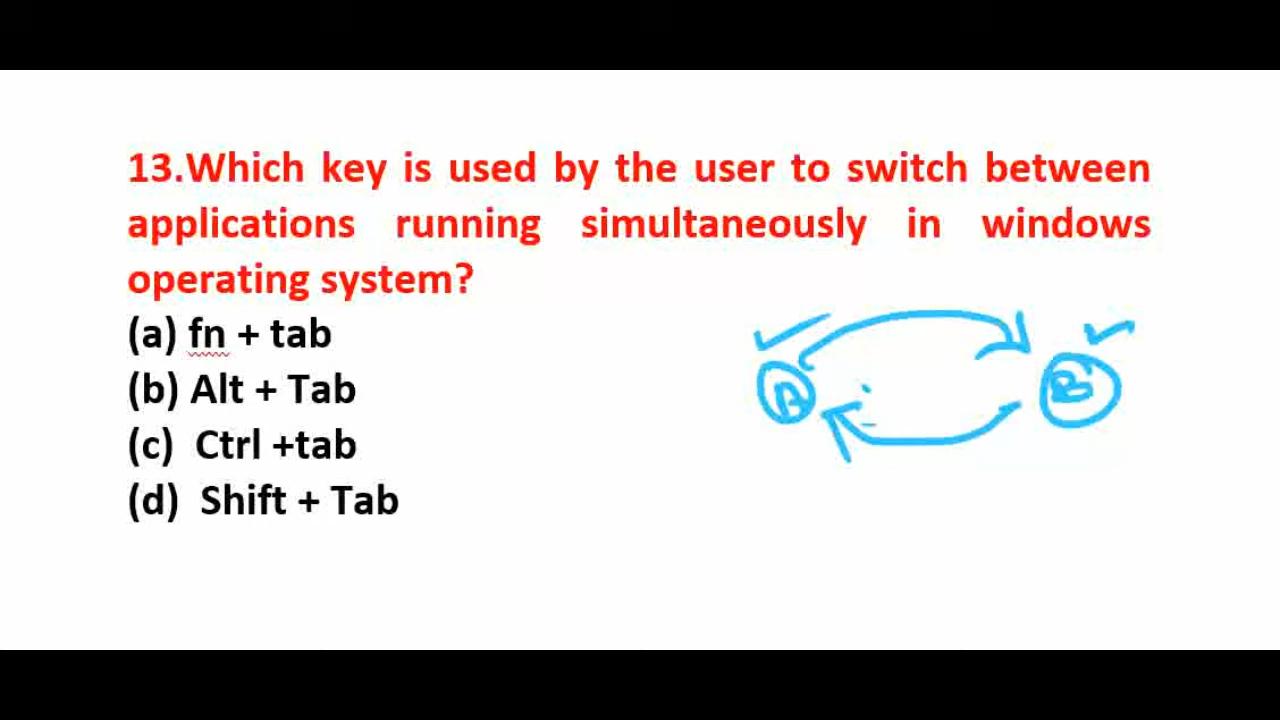 13.Which key is used by the user to switch between
applications running simultaneously in windows
operating system?
(a) fn + tab
(b) Alt + Tab
(c) Ctrl +tab
(d) Shift + Tab
A
B